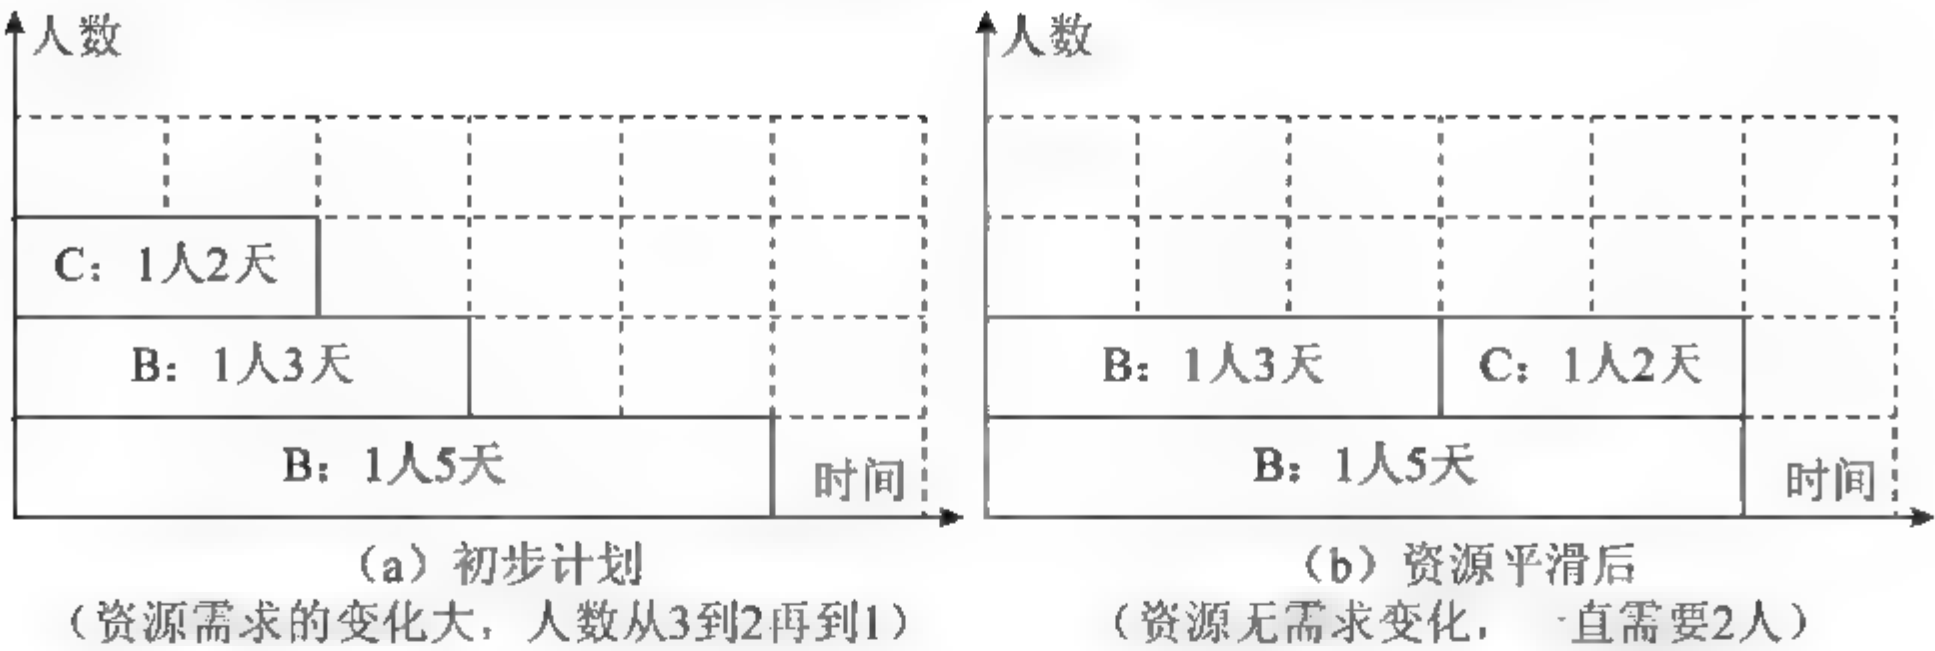 人数
C：1人2天
B：1人3天
B：1人5天
时间
（a）初步计划
（资源需求的变化大，人数从3到2再到1）
人数
B：1人3天
C：1人2天
B：1人5天
时间
（b）资源平滑后
（资源无需求变化，一直需要2人）